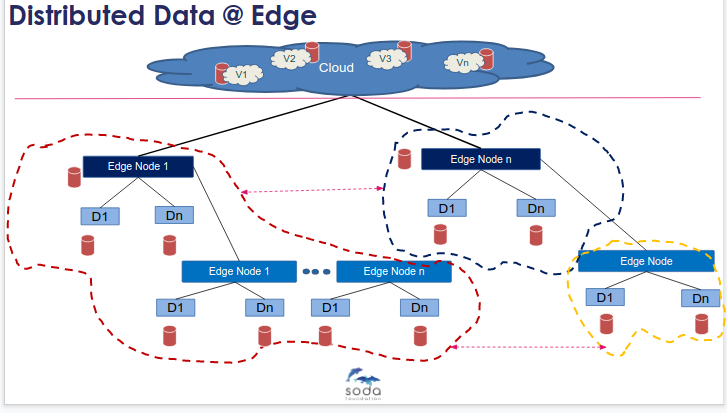 Distributed Data @ Edge
V1
V2
Cloud
V3
Vn
Edge Node 1
Edge Node n
D1
Dn
D1
Dn
Edge Node 1
Edge Node n
Edge Node
D1
Dn
D1
Dn
D1
Dn
soda
foundation